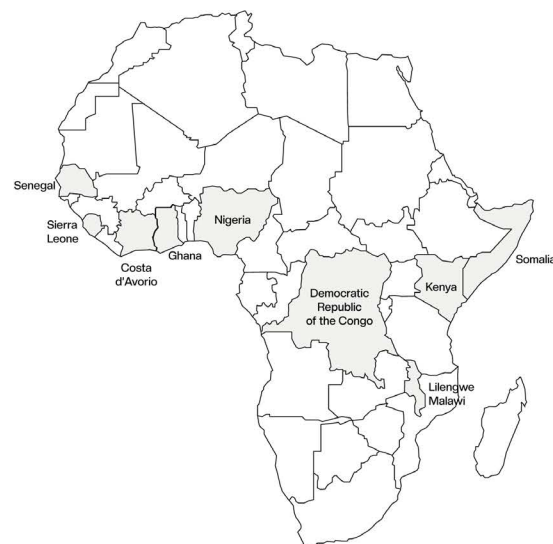 Senegal
Sierra
Leone
Costa
d'Avorio
Ghana
Nigeria
Democratic
Republic
of the Congo
Kenya
Somalia
Lilengwe
Malawi